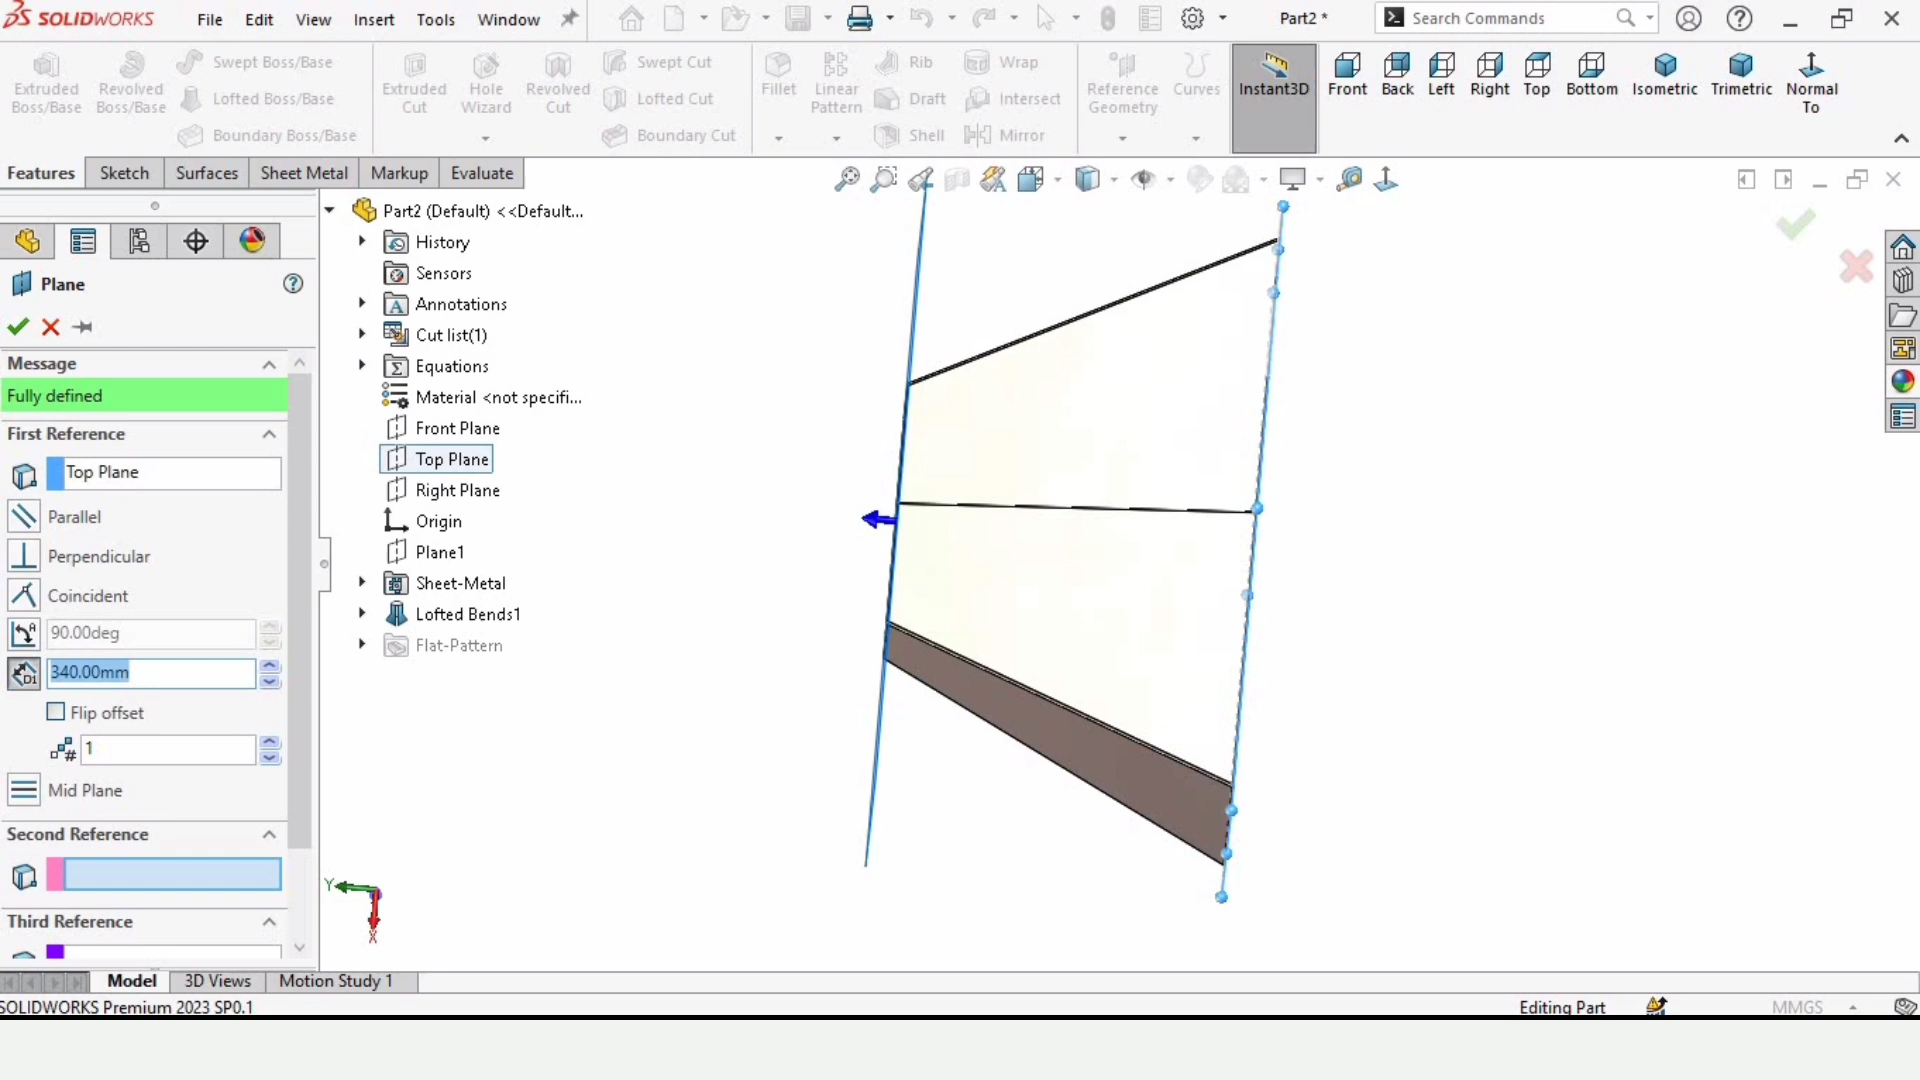 SOLIDWORKS File Edit View Insert Tools Window Part2 * Search Commands
Extruded Boss/Base
Revolved Boss/Base
Swept Boss/Base
Lofted Boss/Base
Boundary Boss/Base
Extruded Cut
Hole Wizard
Revolved Cut
Swept Cut
Lofted Cut
Boundary Cut
Fillet
Linear Pattern
Rib
Draft
Shell
Wrap
Intersect
Mirror
Reference Geometry
Curves
Instant3D
Front
Back
Left
Right
Top
Bottom
Isometric
Trimetric
Normal To
Features Sketch Surfaces Sheet Metal Markup Evaluate
Plane
Message
Fully defined
First Reference
Top Plane
Parallel
Perpendicular
Coincident
90.00deg
D1
340.00mm
Flip offset
# 1
Mid Plane
Second Reference
Third Reference
Part2 (Default) <<Default...
History
Sensors
Annotations
Cut list(1)
Equations
Material <not specifi...
Front Plane
Top Plane
Right Plane
Origin
Plane1
Sheet-Metal
Lofted Bends1
Flat-Pattern
Y
X
Model 3D Views Motion Study 1
SOLIDWORKS Premium 2023 SP0.1 Editing Part MMGS